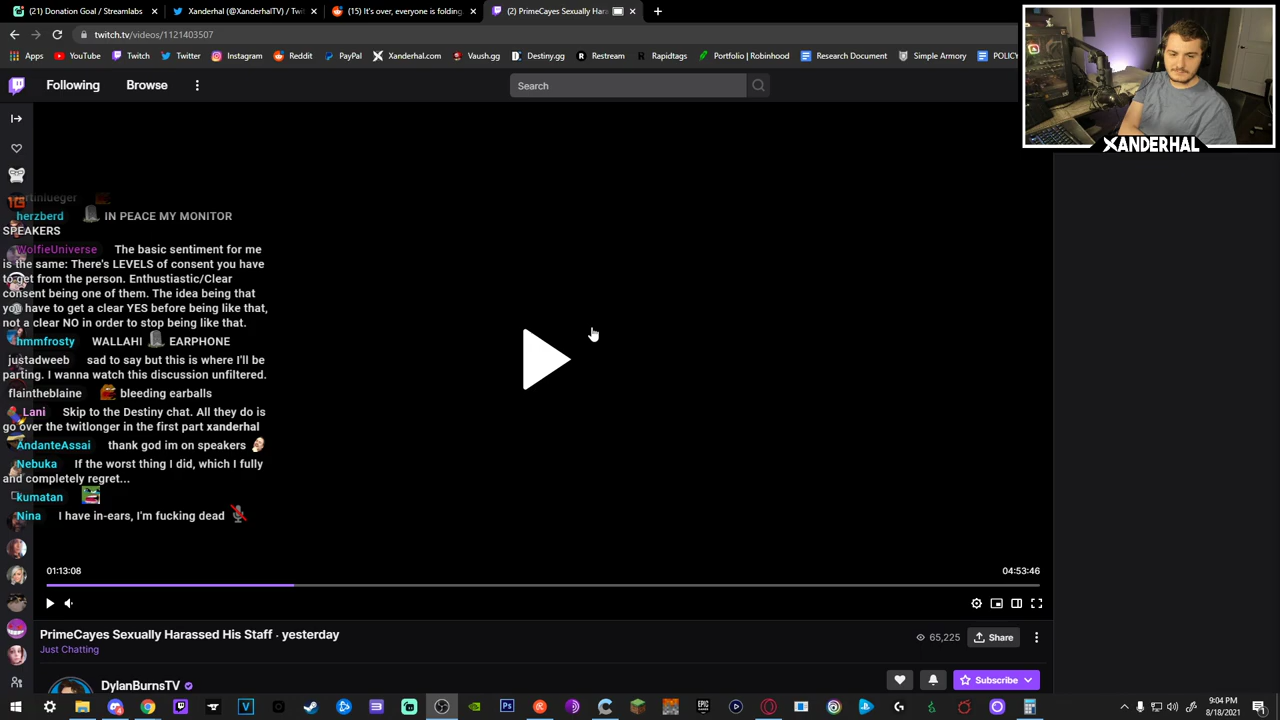 (21) Donation Goal / Streamlabs
Xanderhal (@XanderhalTV) / Twit
(15) It's over, everyone is folding.
(2) PrimeCayes Sexually Hara
twitch.tv/videos/1121403507
Apps YouTube Twitch Twitter Instagram Reddit PayPal Xanderhal.com Vaush.gg Destiny.gg Restream Rapidtags Portfolio | Robinhood Research Document Simple Armory POLICY
Following Browse Search
XANDERHAL
herzberd IN PEACE MY MONITOR
SPEAKERS
WolfieUniverse The basic sentiment for me
is the same: There's LEVELS of consent you have
to get from the person. Enthustiastic/Clear
consent being one of them. The idea being that
you have to get a clear YES before being like that,
not a clear NO in order to stop being like that.
hmmfrosty WALLAHI EARPHONE
justadweeb sad to say but this is where I'll be
parting. I wanna watch this discussion unfiltered.
flaintheblaine bleeding earballs
Lani Skip to the Destiny chat. All they do is
go over the twitlonger in the first part xanderhal
AndanteAssai thank god im on speakers
Nebuka If the worst thing I did, which I fully
and completely regret...
kumatan
Nina I have in-ears, I'm fucking dead
01:13:08 04:53:46
PrimeCayes Sexually Harassed His Staff · yesterday
65,225 Share
Just Chatting
DylanBurnsTV
Subscribe
9:04 PM
8/18/2021